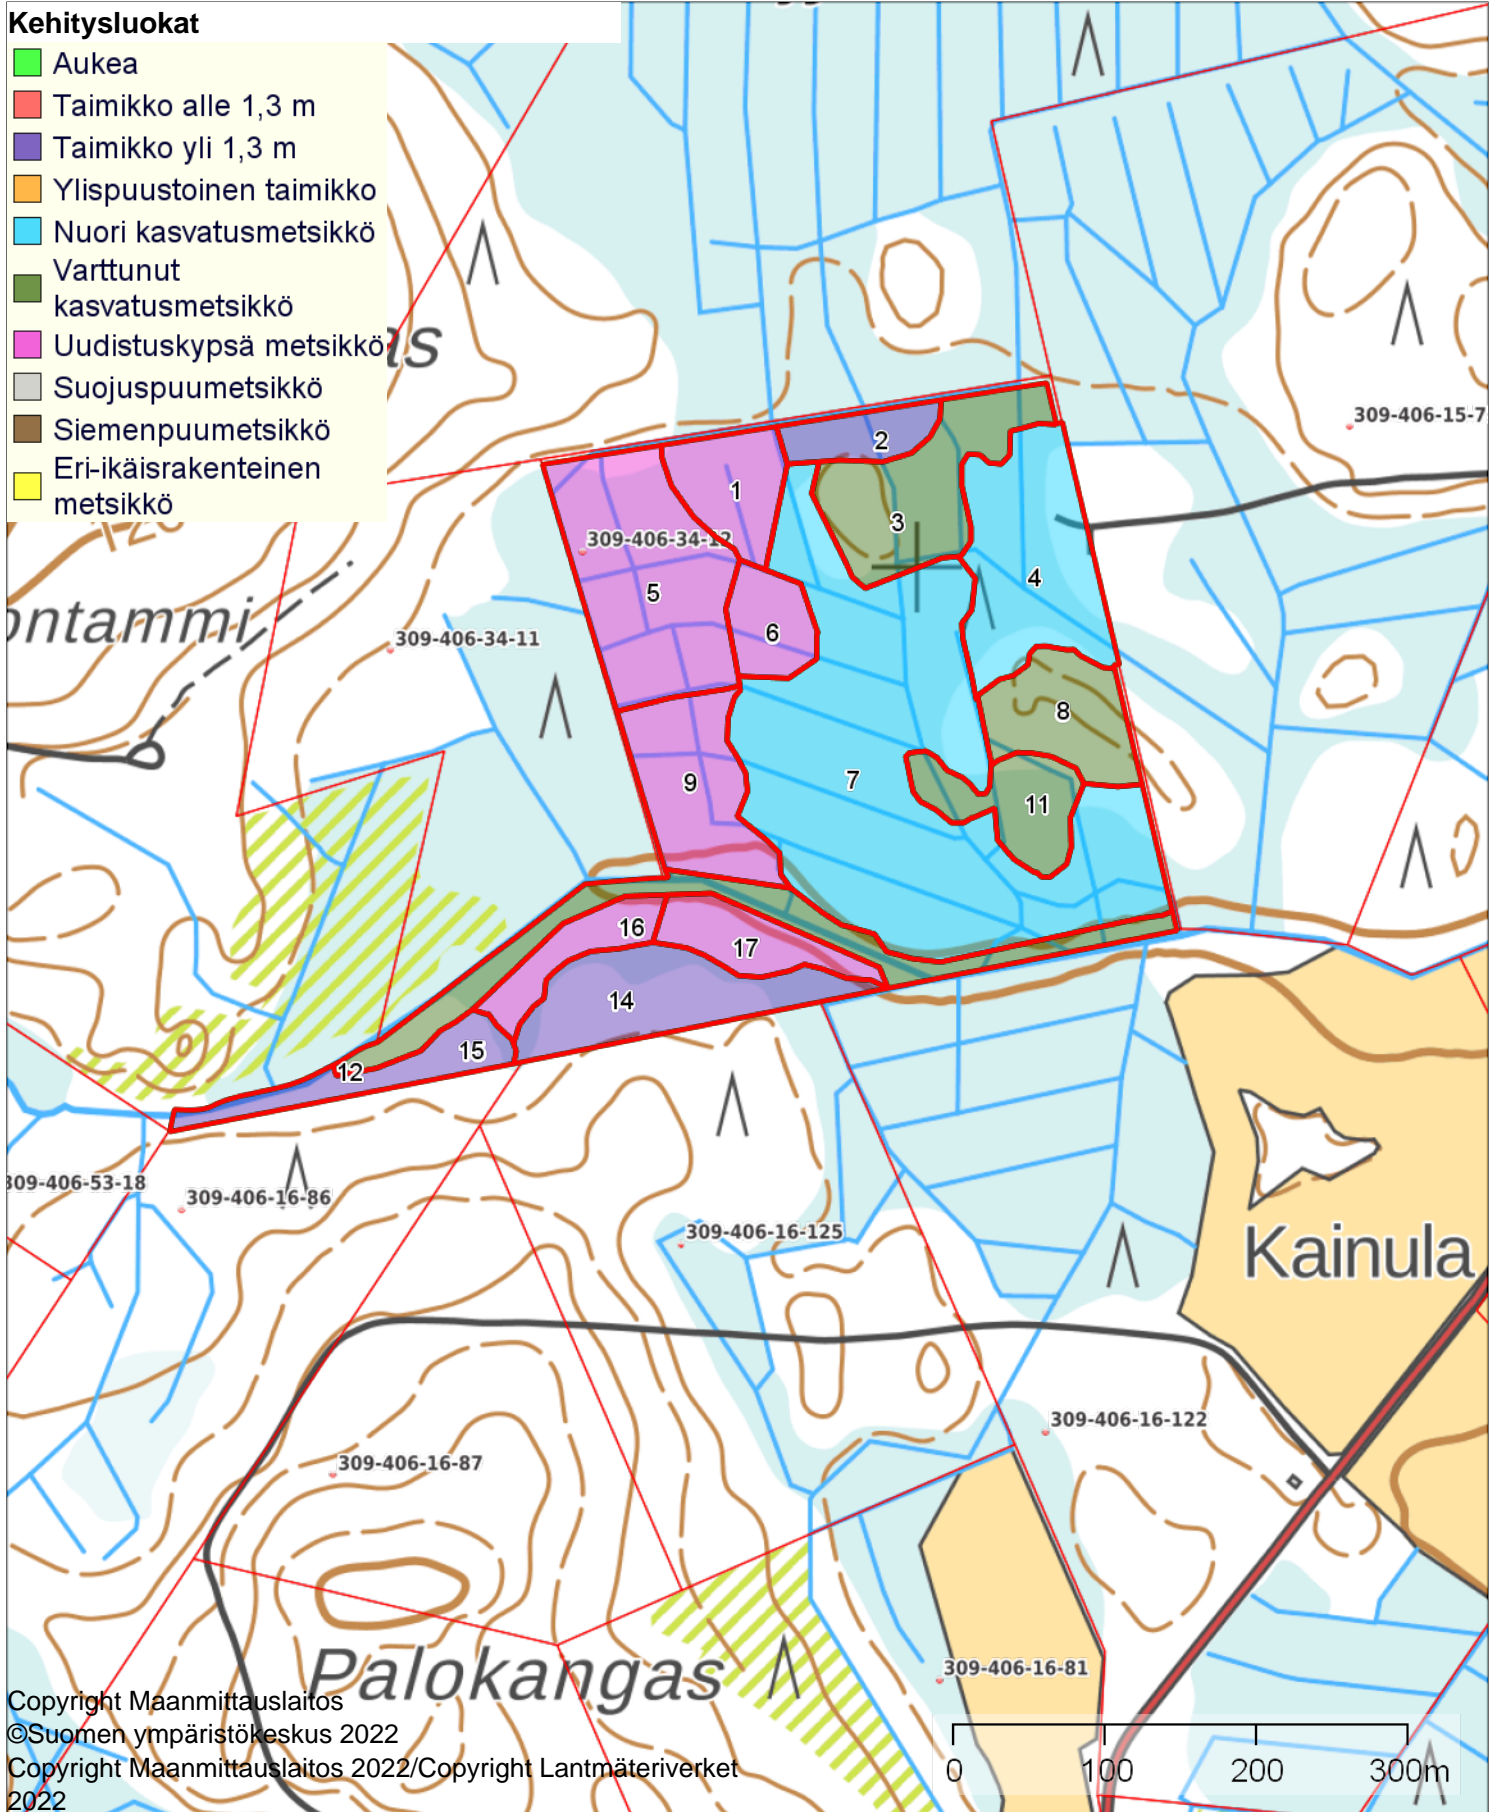 Kehitysluokat
Aukea
Taimikko alle 1,3 m
Taimikko yli 1,3 m
Ylispuustoinen taimikko
Nuori kasvatusmetsikkö
Varttunut
kasvatusmetsikkö
Uudistuskypsä metsikkö
Suojuspuumetsikkö
Siemenpuumetsikkö
Eri-ikäisrakenteinen
metsikkö
as
309-406-15-7
2
1
3
309-406-34-12
4
5
6
ontammi
309-406-34-11
8
7
9
11
16
17
14
15
12
309-406-53-18
309-406-16-86
309-406-16-125
Kainula
309-406-16-122
309-406-16-87
Palokangas
309-406-16-81
Copyright Maanmittauslaitos
©Suomen ympäristökeskus 2022
Copyright Maanmittauslaitos 2022/Copyright Lantmäteriverket
2022
0 100 200 300m